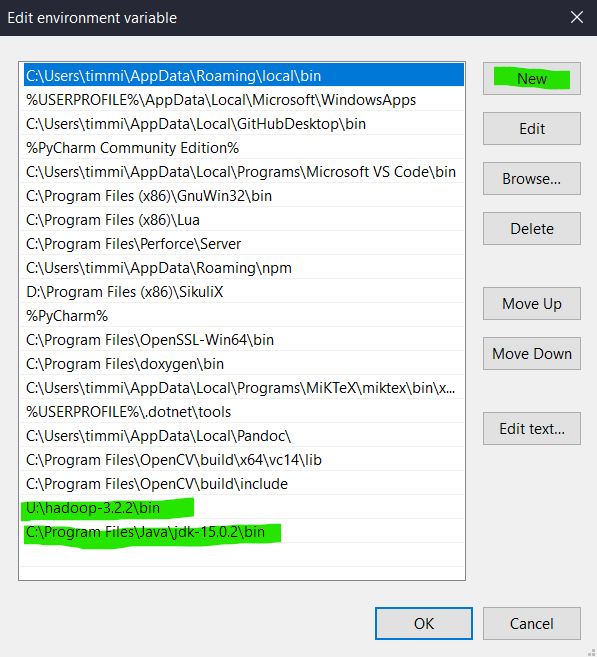 Edit environment variable
C:\Users\timmi\AppData\Roaming\local\bin
%USERPROFILE%\AppData\Local\Microsoft\WindowsApps
C:\Users\timmi\AppData\Local\GitHubDesktop\bin
%PyCharm Community Edition%
C:\Users\timmi\AppData\Local\Programs\Microsoft VS Code\bin
C:\Program Files (x86)\GnuWin32\bin
C:\Program Files (x86)\Lua
C:\Program Files\Perforce\Server
C:\Users\timmi\AppData\Roaming\npm
D:\Program Files (x86)\SikuliX
%PyCharm%
C:\Program Files\OpenSSL-Win64\bin
C:\Program Files\doxygen\bin
C:\Users\timmi\AppData\Local\Programs\MiKTeX\miktex\bin\x...
%USERPROFILE%\.dotnet\tools
C:\Users\timmi\AppData\Local\Pandoc\
C:\Program Files\OpenCV\build\x64\vc14\lib
C:\Program Files\OpenCV\build\include
U:\hadoop-3.2.2\bin
C:\Program Files\Java\jdk-15.0.2\bin
New
Edit
Browse...
Delete
Move Up
Move Down
Edit text...
OK
Cancel